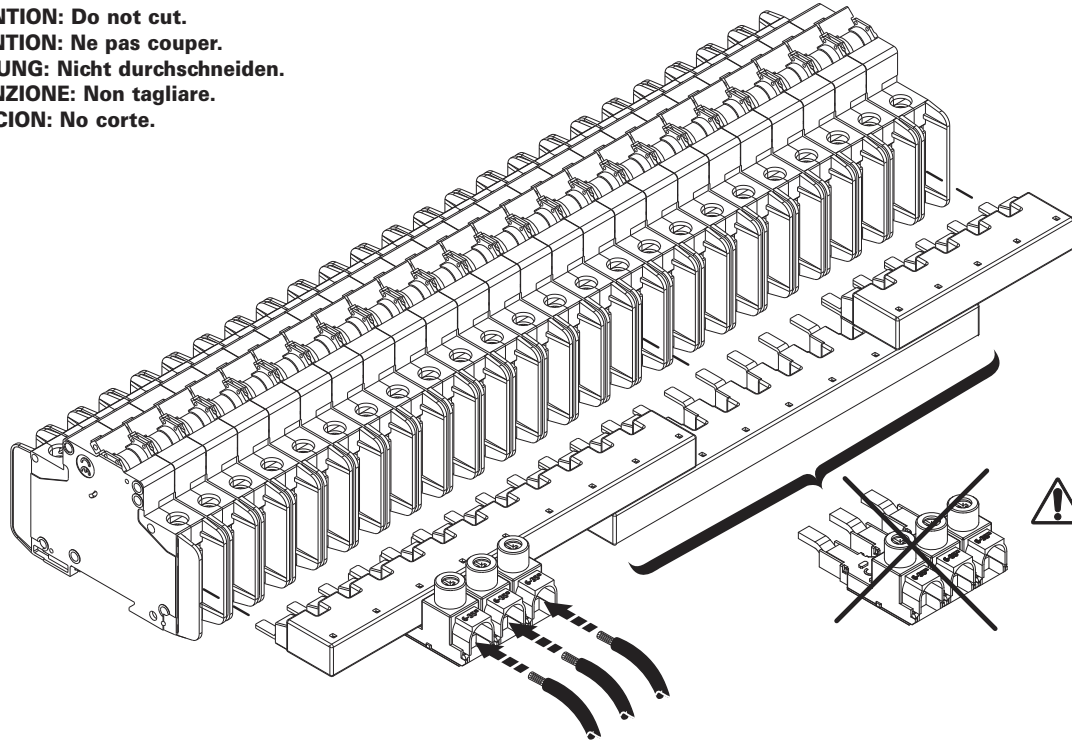 NTION: Do not cut.
NTION: Ne pas couper.
UNG: Nicht durchschneiden.
NZIONE: Non tagliare.
CION: No corte.